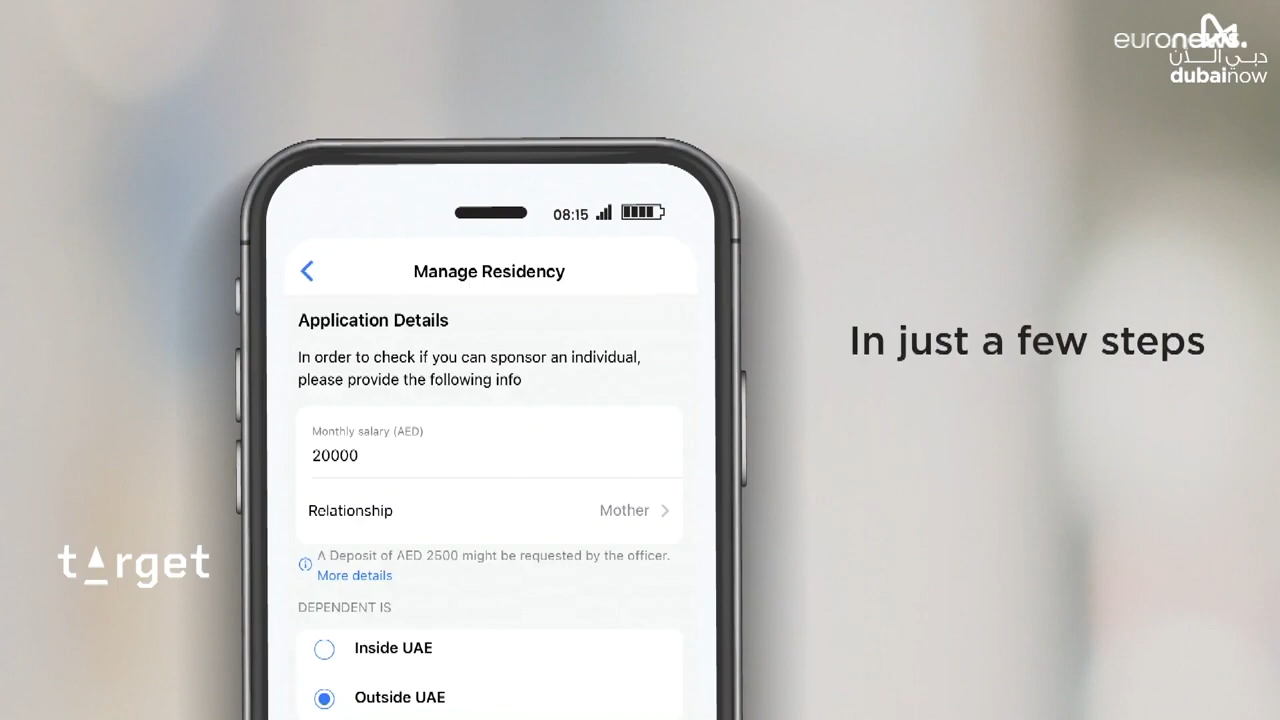 euronews.
دبي الآن
dubainow
08:15
Manage Residency
Application Details
In order to check if you can sponsor an individual,
please provide the following info
Monthly salary (AED)
20000
Relationship
Mother
A Deposit of AED 2500 might be requested by the officer.
More details
DEPENDENT IS
Inside UAE
Outside UAE
In just a few steps
target